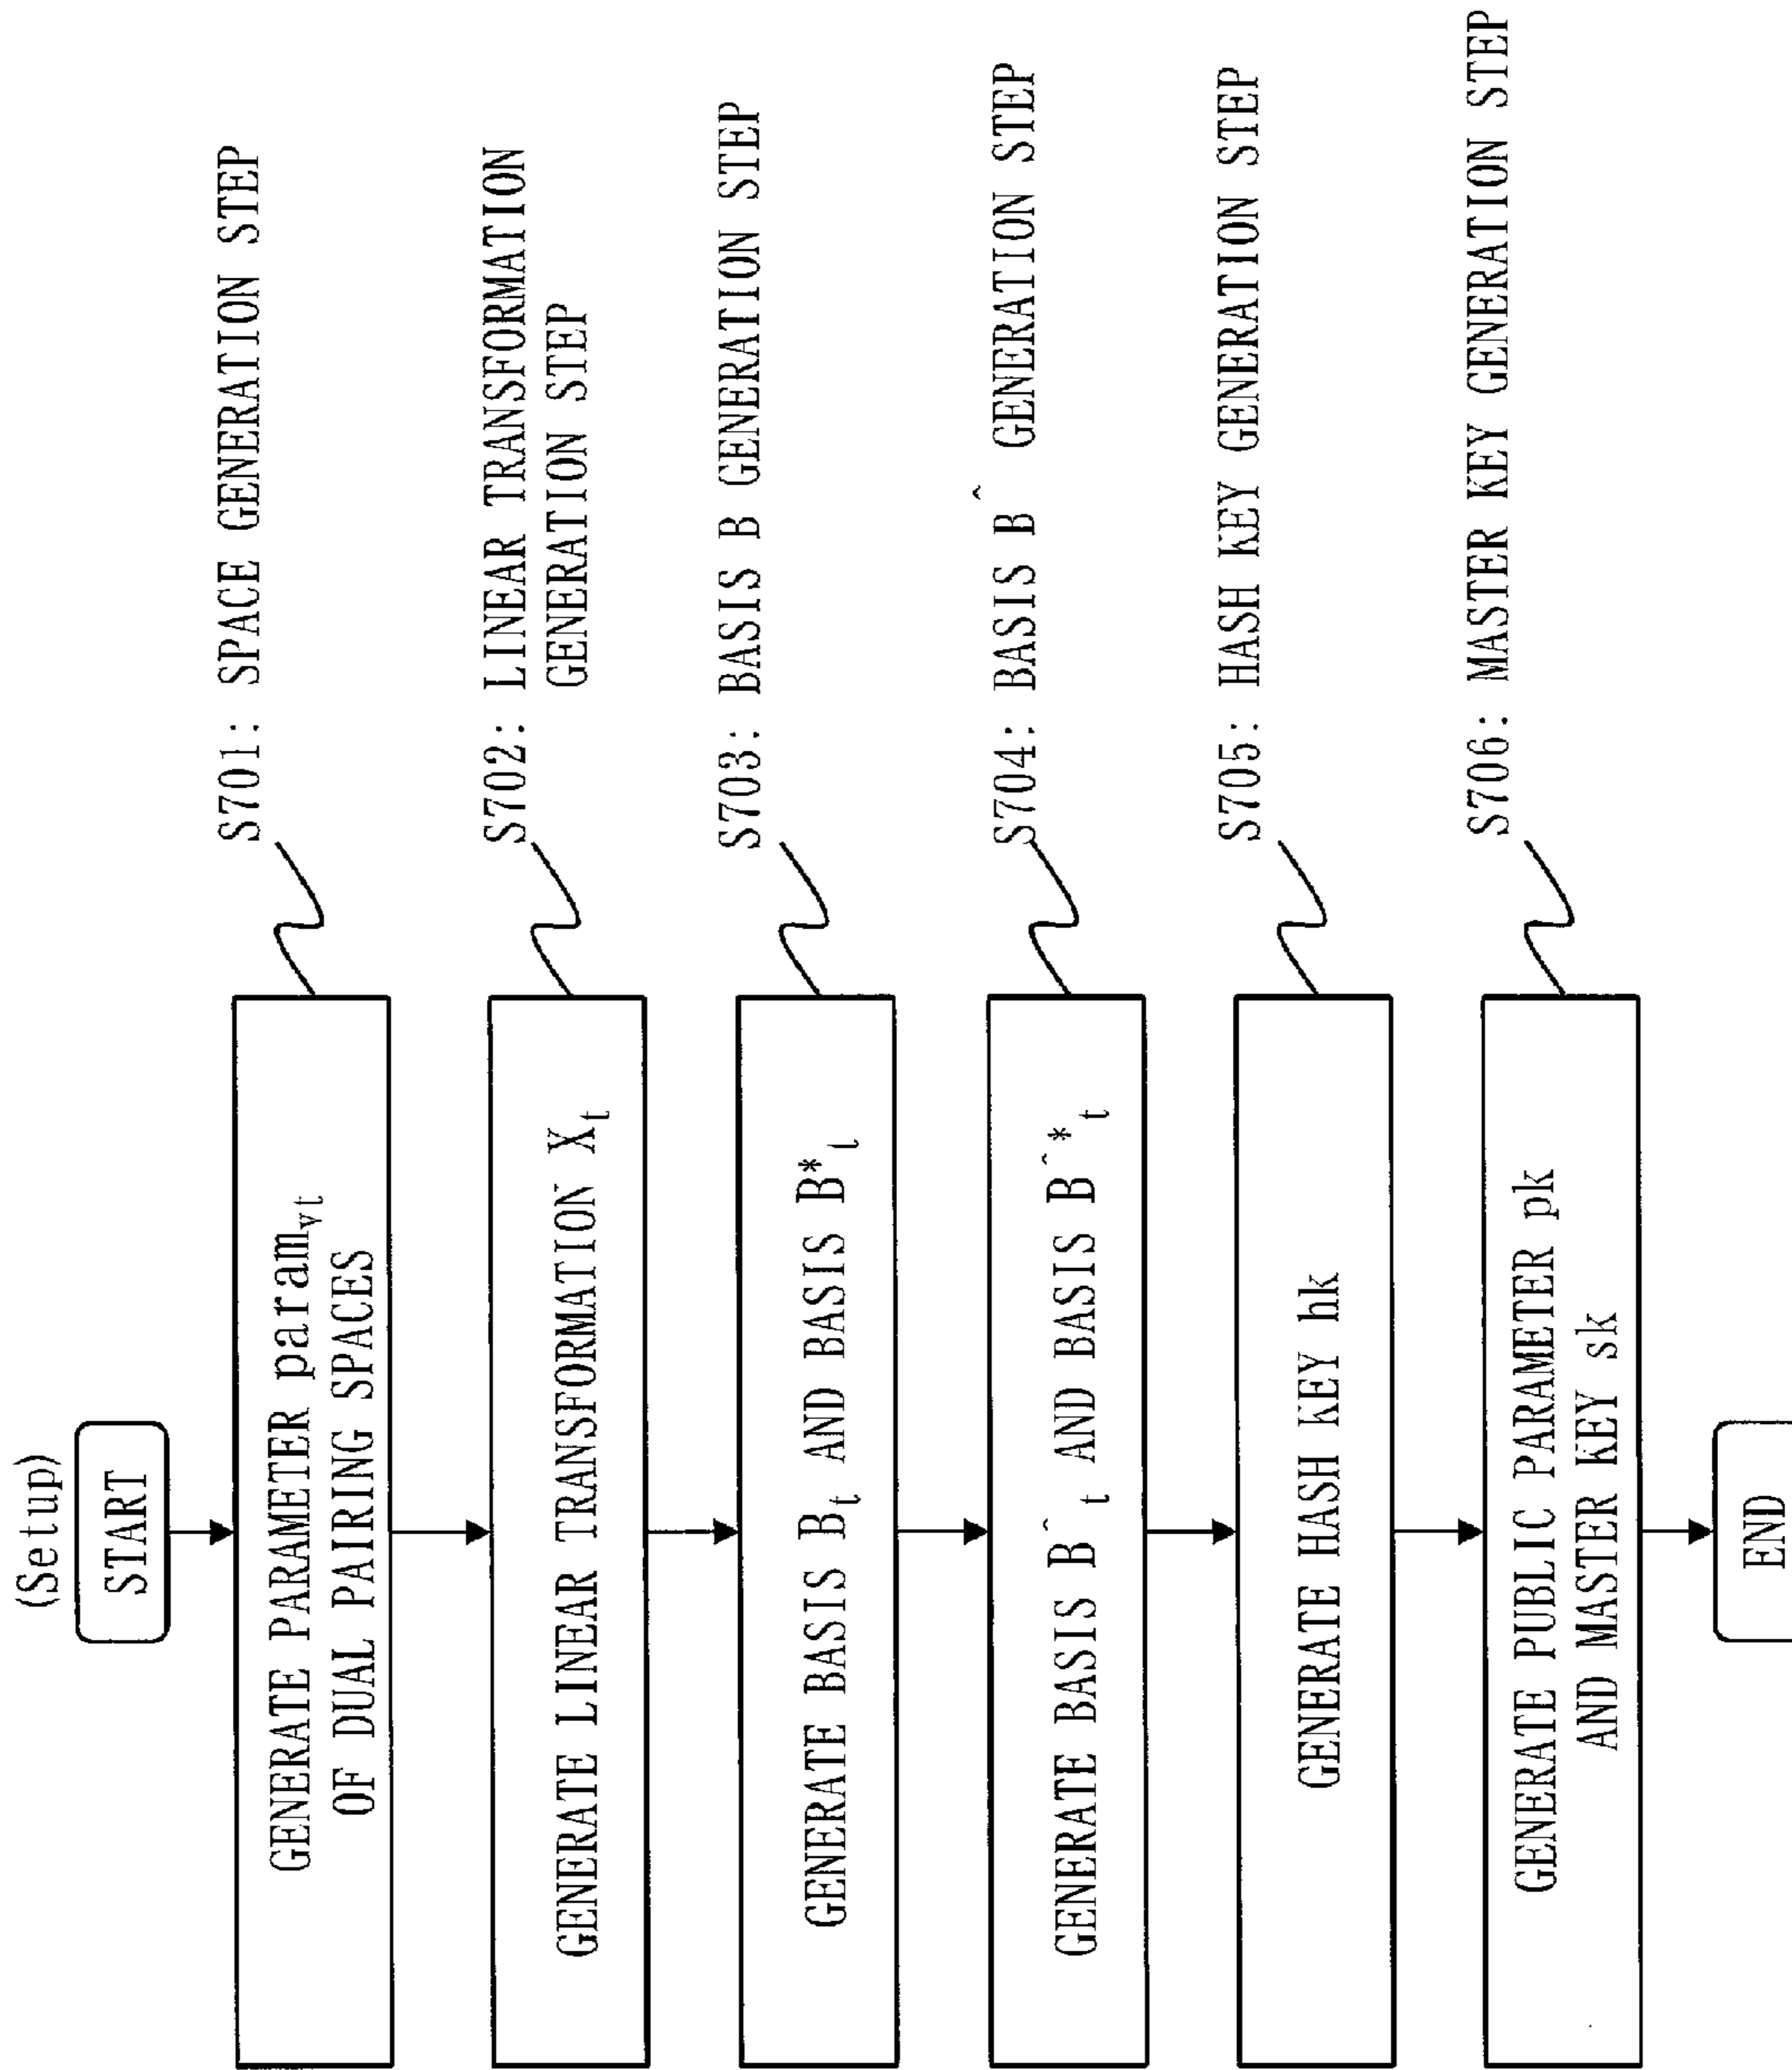 (Setup)
START
GENERATE PARAMETER param_vt
OF DUAL PAIRING SPACES
S701: SPACE GENERATION STEP
GENERATE LINEAR TRANSFORMATION X_t
S702: LINEAR TRANSFORMATION
GENERATION STEP
GENERATE BASIS B_t AND BASIS B*_t
S703: BASIS B GENERATION STEP
GENERATE BASIS B^_t AND BASIS B^*_t
S704: BASIS B^ GENERATION STEP
GENERATE HASH KEY hk
S705: HASH KEY GENERATION STEP
GENERATE PUBLIC PARAMETER pk
AND MASTER KEY sk
S706: MASTER KEY GENERATION STEP
END